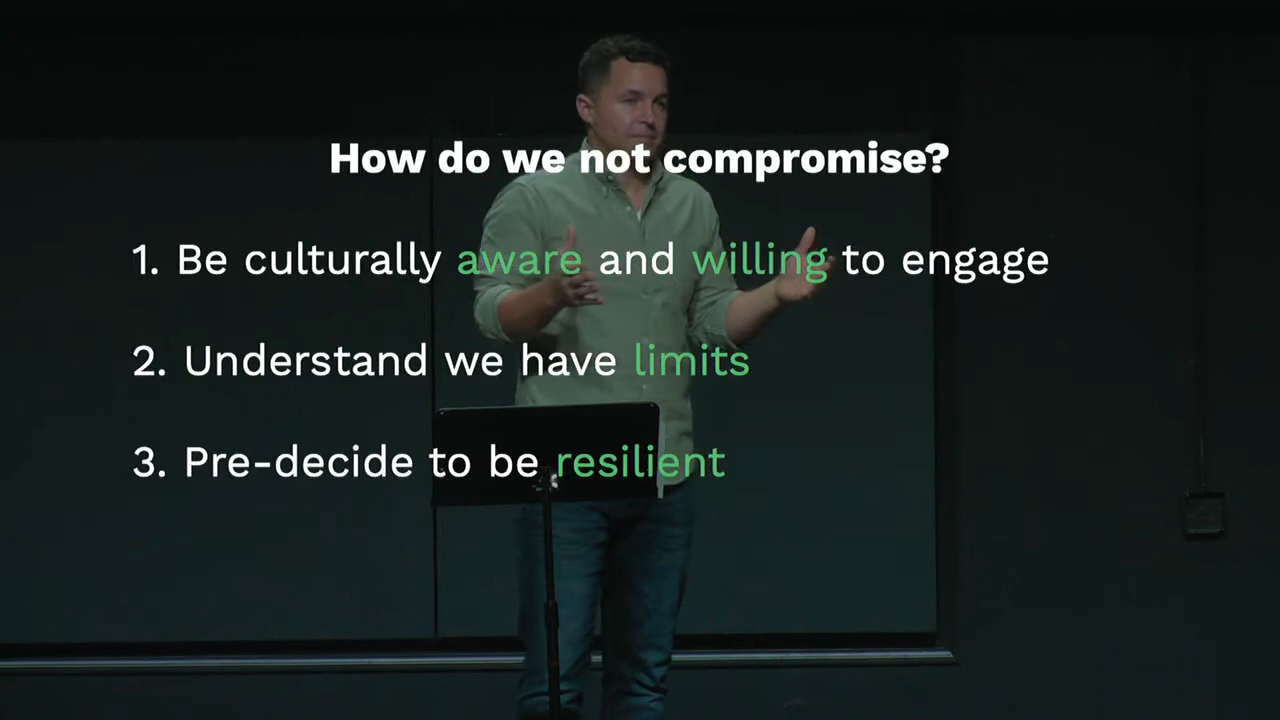 How do we not compromise?
1. Be culturally aware and willing to engage
2. Understand we have limits
3. Pre-decide to be resilient